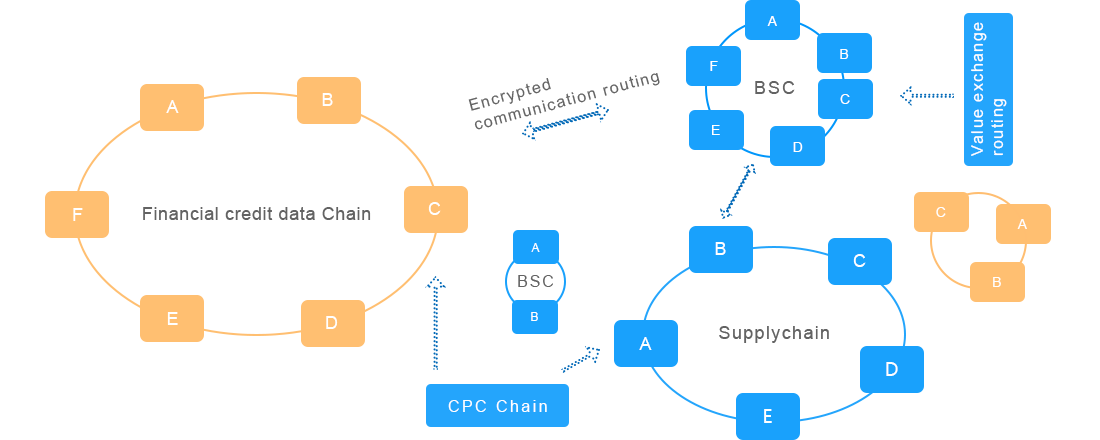 A
B
C
D
E
F
Financial credit data Chain
Encrypted
communication routing
A
B
C
D
E
F
BSC
Value exchange
routing
A
BSC
B
A
B
C
D
E
Supplychain
C
A
B
CPC Chain